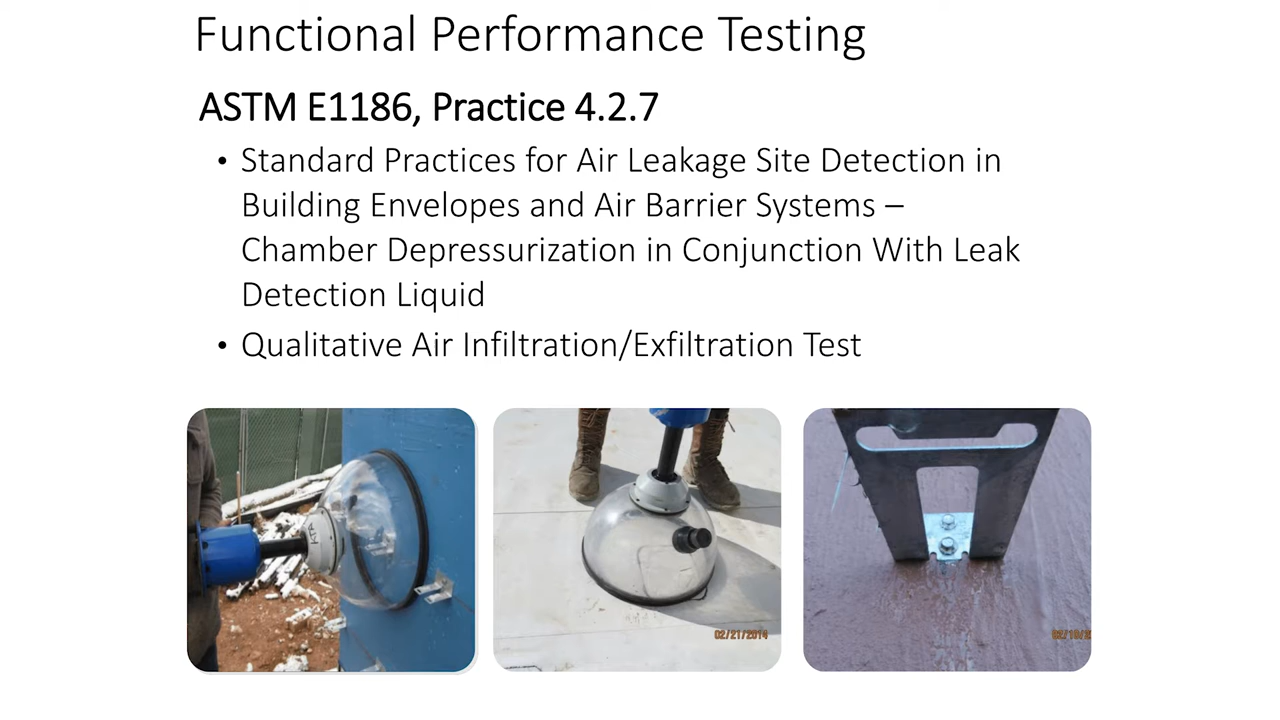 Functional Performance Testing
ASTM E1186, Practice 4.2.7
• Standard Practices for Air Leakage Site Detection in
Building Envelopes and Air Barrier Systems –
Chamber Depressurization in Conjunction With Leak
Detection Liquid
• Qualitative Air Infiltration/Exfiltration Test
02/21/2014